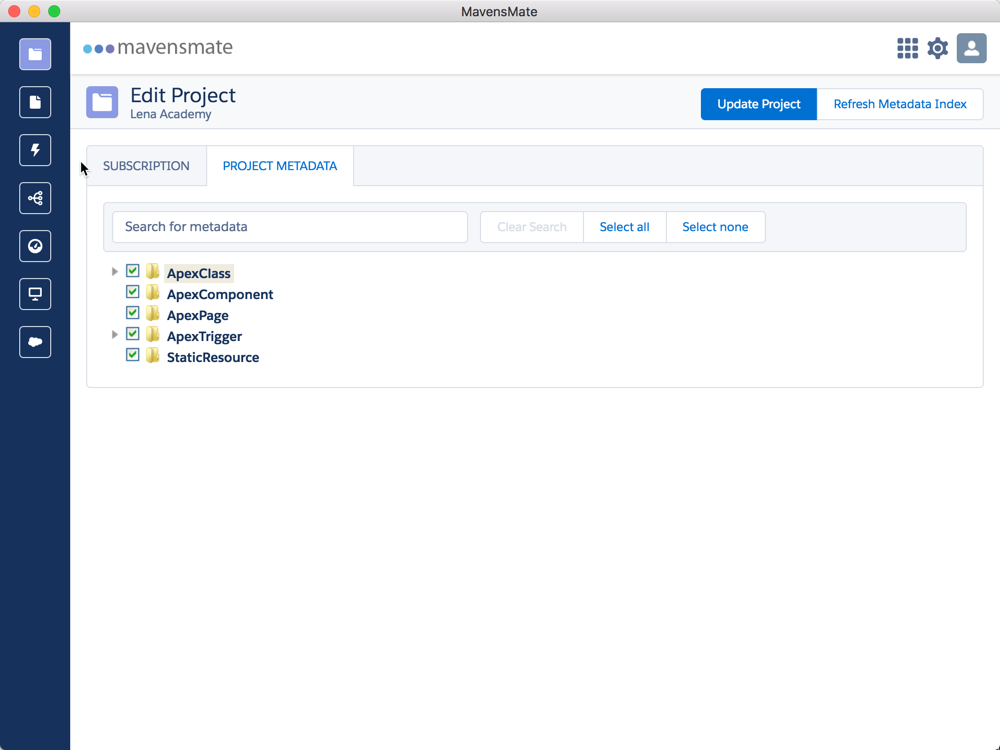 MavensMate
mavensmate
Edit Project
Lena Academy
Update Project
Refresh Metadata Index
SUBSCRIPTION
PROJECT METADATA
Search for metadata
Clear Search
Select all
Select none
ApexClass
ApexComponent
ApexPage
ApexTrigger
StaticResource